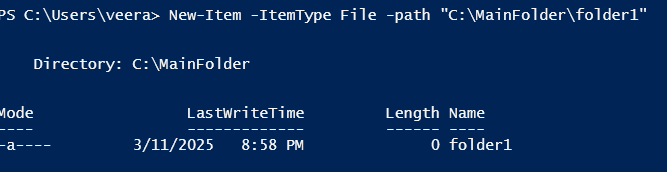 PS C:\Users\veera> New-Item -ItemType File -path "C:\MainFolder\folder1"
Directory: C:\MainFolder
Mode LastWriteTime Length Name
---- ------------- ------ ----
-a---- 3/11/2025 8:58 PM 0 folder1